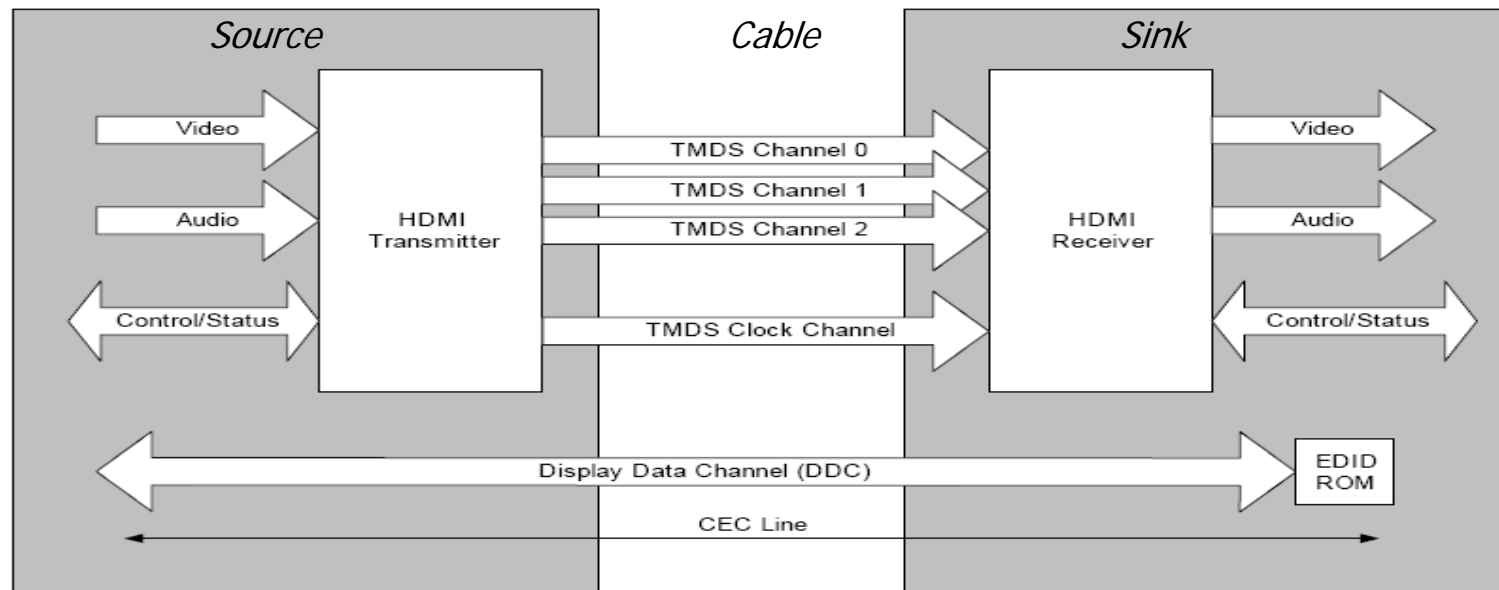 Source
Cable
Sink
Video
TMDS Channel 0
Video
TMDS Channel 1
Audio
HDMI
Transmitter
TMDS Channel 2
HDMI
Receiver
Audio
Control/Status
TMDS Clock Channel
Control/Status
Display Data Channel (DDC)
EDID
ROM
CEC Line